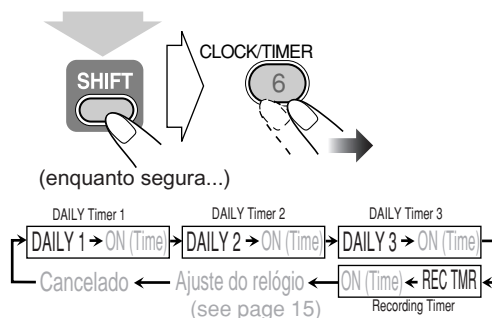 SHIFT
CLOCK/TIMER
6
(enquanto segura...)
DAILY Timer 1 DAILY Timer 2 DAILY Timer 3
DAILY 1 → ON (Time) → DAILY 2 → ON (Time) → DAILY 3 → ON (Time)
Cancelado ← Ajuste do relógio ← ON (Time) ← REC TMR
(see page 15) Recording Timer